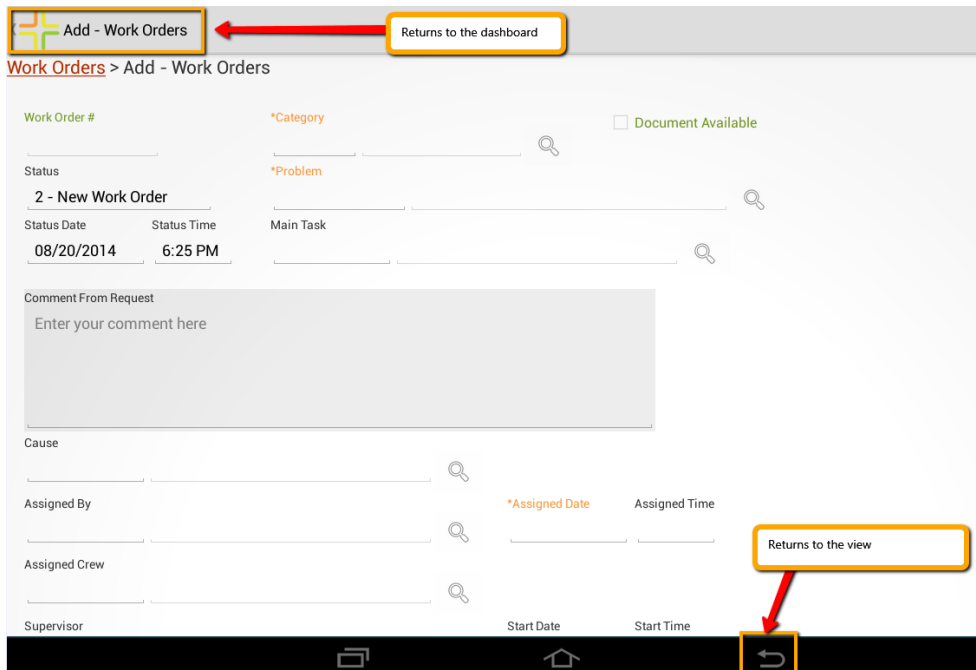 Add - Work Orders
Returns to the dashboard
Work Orders > Add - Work Orders
Work Order #
*Category
Document Available
Status
*Problem
2 - New Work Order
Status Date
Status Time
Main Task
08/20/2014
6:25 PM
Comment From Request
Enter your comment here
Cause
Assigned By
*Assigned Date
Assigned Time
Returns to the view
Assigned Crew
Supervisor
Start Date
Start Time